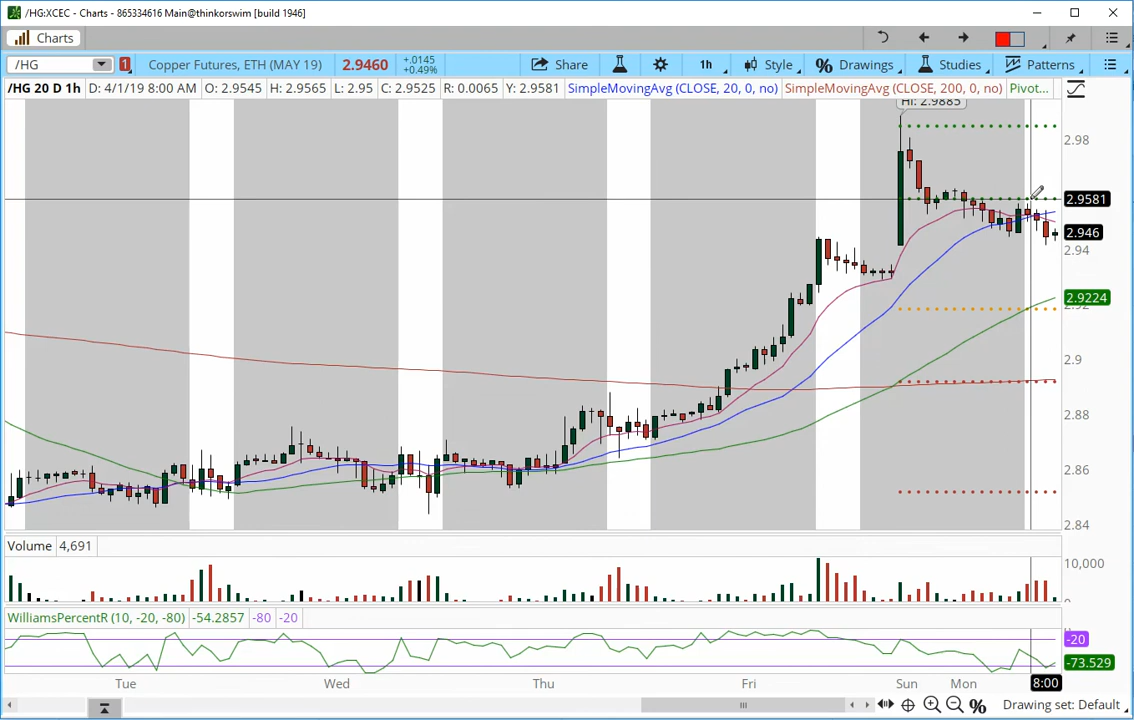 /HG:XCEC - Charts - 865334616 Main@thinkorswim [build 1946]
Charts
/HG 1 Copper Futures, ETH (MAY 19) 2.9460 +.0145 +0.49% Share 1h Style % Drawings Studies Patterns
/HG 20 D 1h D: 4/1/19 8:00 AM O: 2.9545 H: 2.9565 L: 2.95 C: 2.9525 R: 0.0065 Y: 2.9581 SimpleMovingAvg (CLOSE, 20, 0, no) SimpleMovingAvg (CLOSE, 200, 0, no) Pivot...
Hi: 2.9885
2.98
2.9581
2.946
2.94
2.9224
2.9
2.88
2.86
2.84
Volume 4,691
10,000
WilliamsPercentR (10, -20, -80) -54.2857 -80 -20
-20
-73.529
Tue Wed Thu Fri Sun Mon 8:00
% Drawing set: Default